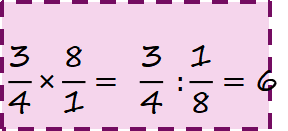 3/4 × 8/1 = 3/4 : 1/8 = 6